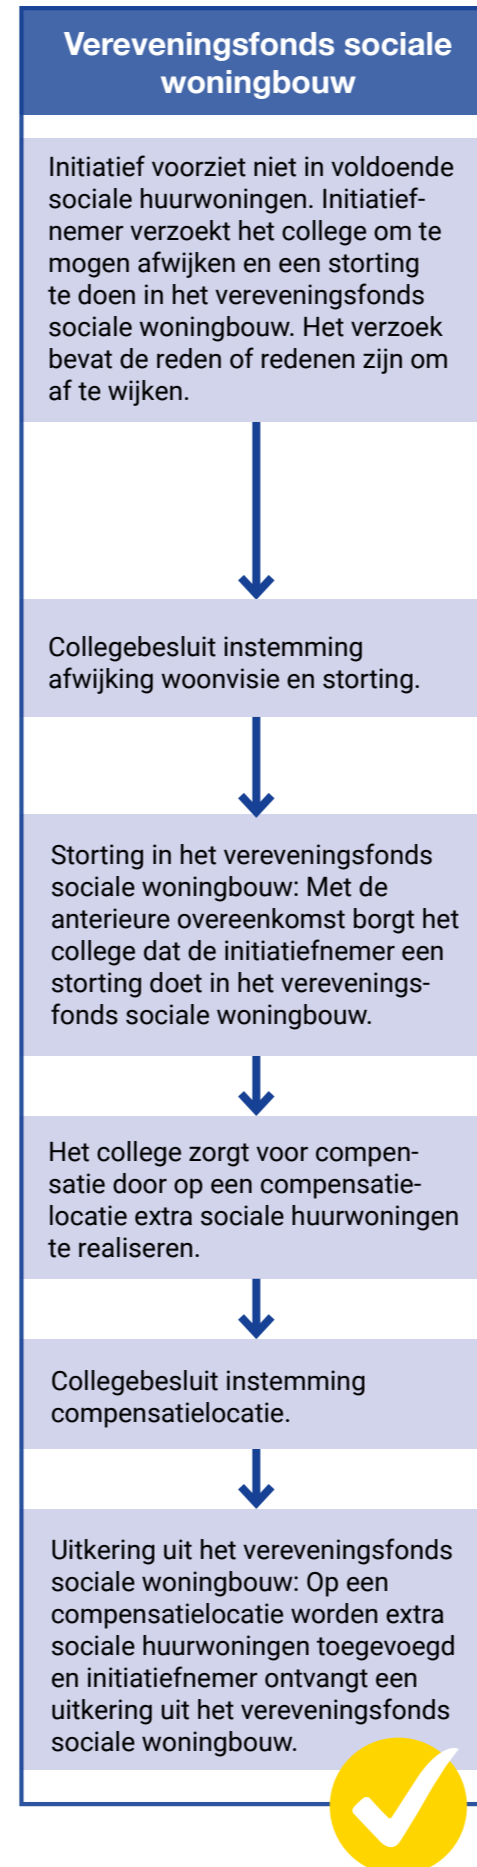 Vereveningsfonds sociale
woningbouw
Initiatief voorziet niet in voldoende
sociale huurwoningen. Initiatief-
nemer verzoekt het college om te
mogen afwijken en een storting
te doen in het vereveningsfonds
sociale woningbouw. Het verzoek
bevat de reden of redenen zijn om
af te wijken.
Collegebesluit instemming
afwijking woonvisie en storting.
Storting in het vereveningsfonds
sociale woningbouw: Met de
anterieure overeenkomst borgt het
college dat de initiatiefnemer een
storting doet in het verevenings-
fonds sociale woningbouw.
Het college zorgt voor compen-
satie door op een compensatie-
locatie extra sociale huurwoningen
te realiseren.
Collegebesluit instemming
compensatielocatie.
Uitkering uit het vereveningsfonds
sociale woningbouw: Op een
compensatielocatie worden extra
sociale huurwoningen toegevoegd
en initiatiefnemer ontvangt een
uitkering uit het vereveningsfonds
sociale woningbouw.